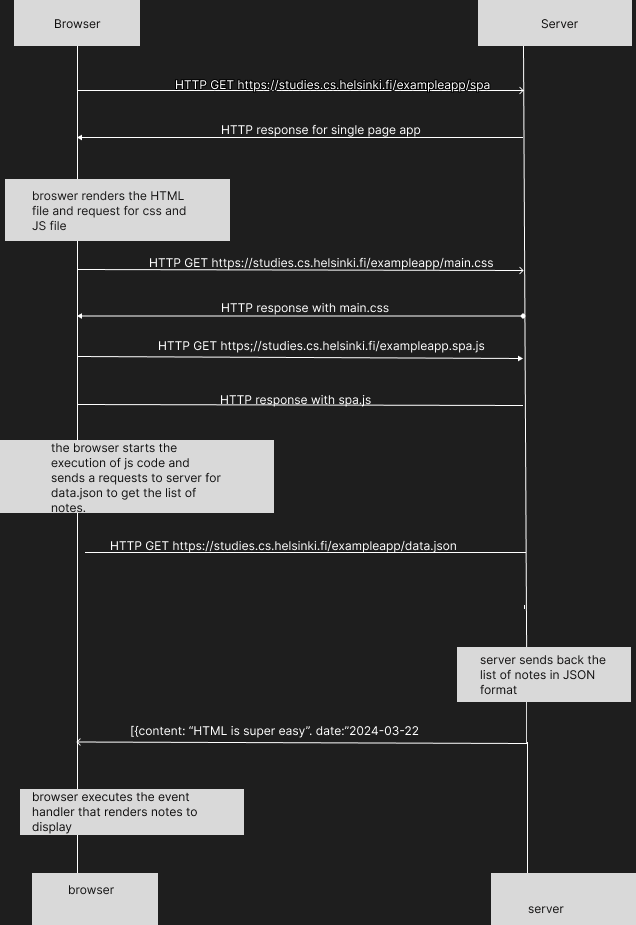 Browser
Server
HTTP GET https://studies.cs.helsinki.fi/exampleapp/spa
HTTP response for single page app
broswer renders the HTML
file and request for css and
JS file
HTTP GET https://studies.cs.helsinki.fi/exampleapp/main.css
HTTP response with main.css
HTTP GET https;//studies.cs.helsinki.fi/exampleapp.spa.js
HTTP response with spa.js
the browser starts the
execution of js code and
sends a requests to server for
data.json to get the list of
notes.
HTTP GET https://studies.cs.helsinki.fi/exampleapp/data.json
server sends back the
list of notes in JSON
format
[{content: “HTML is super easy”. date:“2024-03-22
browser executes the event
handler that renders notes to
display
browser
server